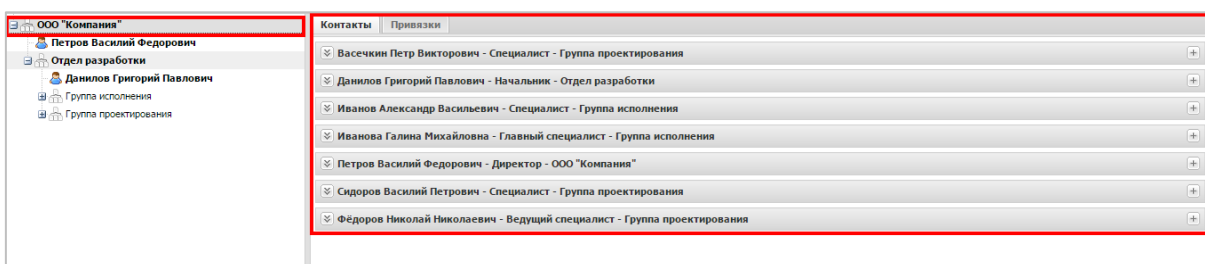 ООО "Компания"
Петров Василий Федорович
Отдел разработки
Данилов Григорий Павлович
Группа исполнения
Группа проектирования
Контакты Привязки
Васечкин Петр Викторович - Специалист - Группа проектирования
Данилов Григорий Павлович - Начальник - Отдел разработки
Иванов Александр Васильевич - Специалист - Группа исполнения
Иванова Галина Михайловна - Главный специалист - Группа исполнения
Петров Василий Федорович - Директор - ООО "Компания"
Сидоров Василий Петрович - Специалист - Группа проектирования
Фёдоров Николай Николаевич - Ведущий специалист - Группа проектирования